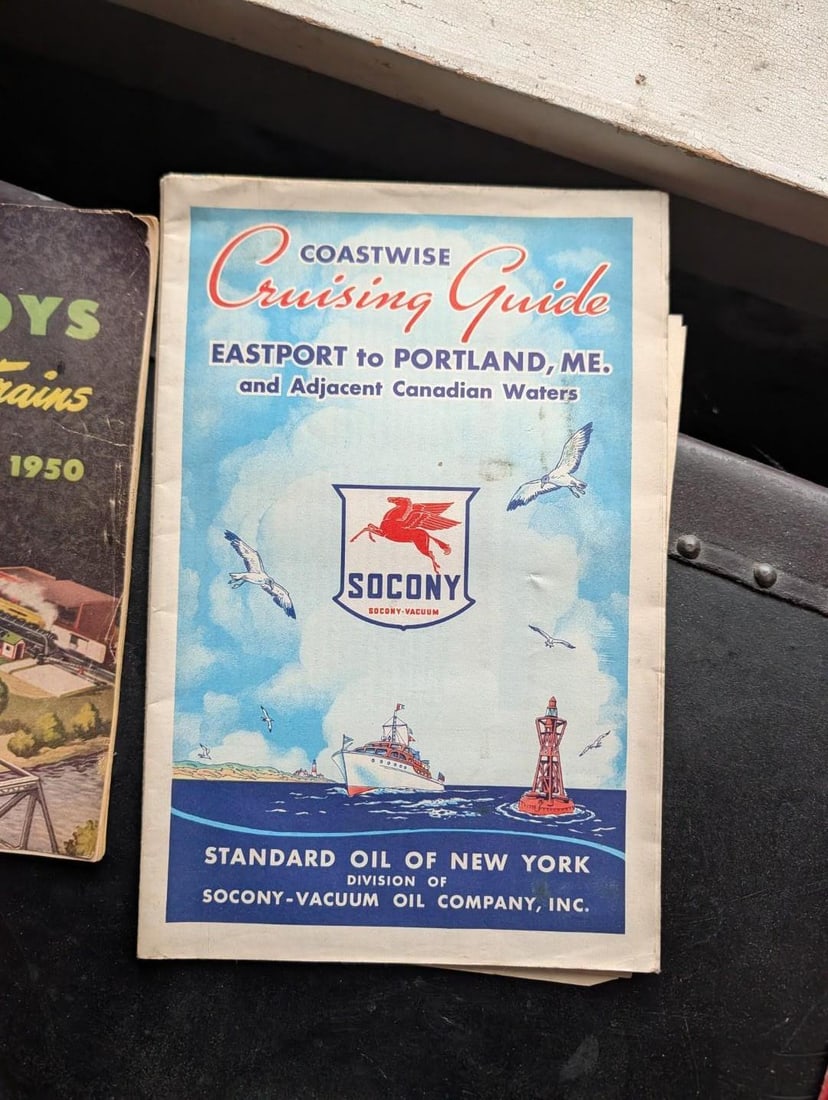 OYS
rains
1950
COASTWISE
Cruising Guide
EASTPORT to PORTLAND, ME.
and Adjacent Canadian Waters
SOCONY
SOCONY-VACUUM
STANDARD OIL OF NEW YORK
DIVISION OF
SOCONY-VACUUM OIL COMPANY, INC.